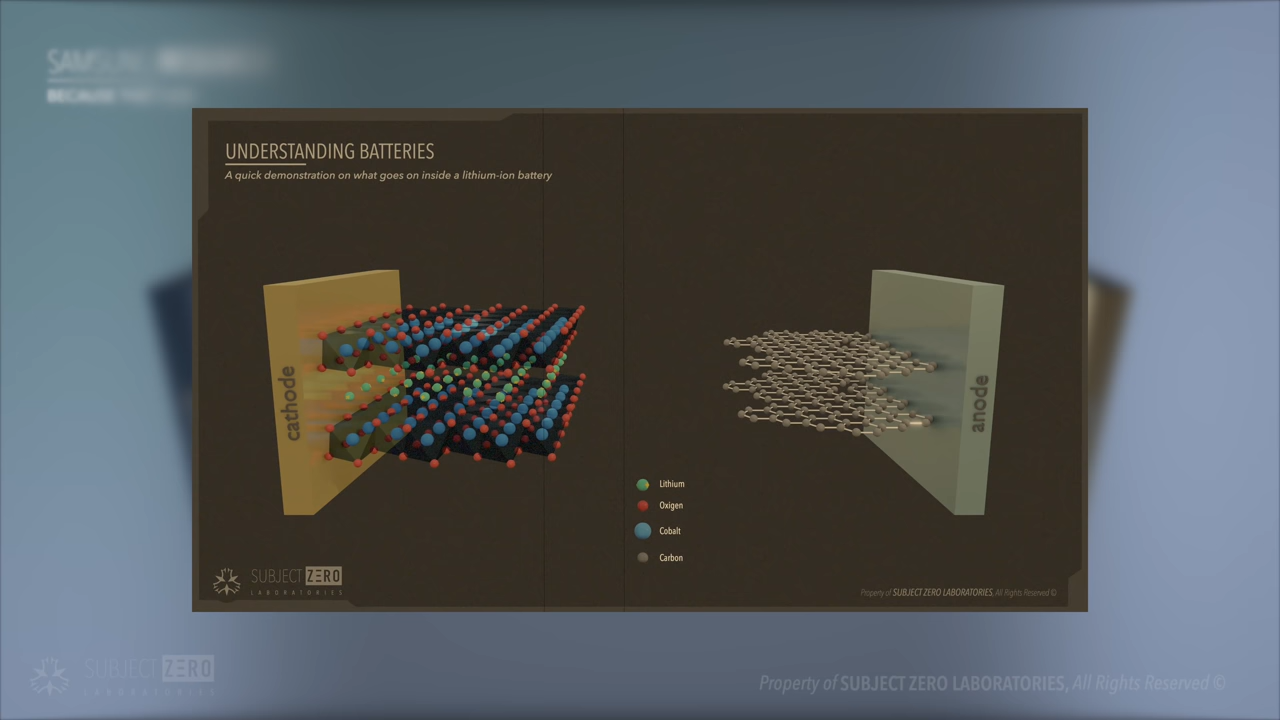 BECAUSE
UNDERSTANDING BATTERIES
A quick demonstration on what goes on inside a lithium-ion battery
cathode
anode
Lithium
Oxigen
Cobalt
Carbon
SUBJECT ZERO
LABORATORIES
Property of SUBJECT ZERO LABORATORIES, All Rights Reserved ©
SUBJECT ZERO
LABORATORIES
Property of SUBJECT ZERO LABORATORIES, All Rights Reserved ©